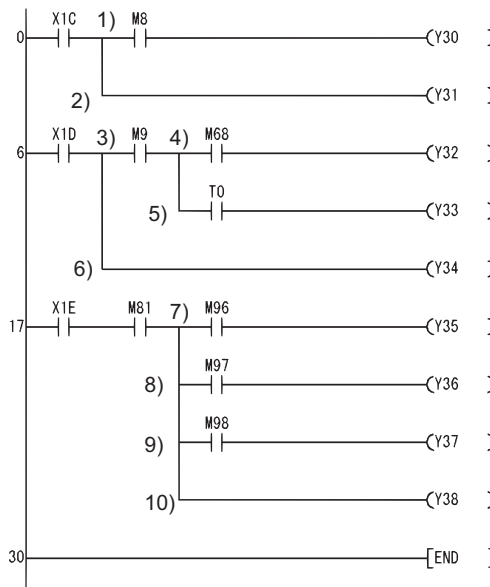 X1C 1) M8
0 (Y30
2) (Y31
X1D 3) M9 4) M68
6 (Y32
T0
5) (Y33
6) (Y34
X1E M81 7) M96
17 (Y35
M97
8) (Y36
M98
9) (Y37
10) (Y38
30 [END